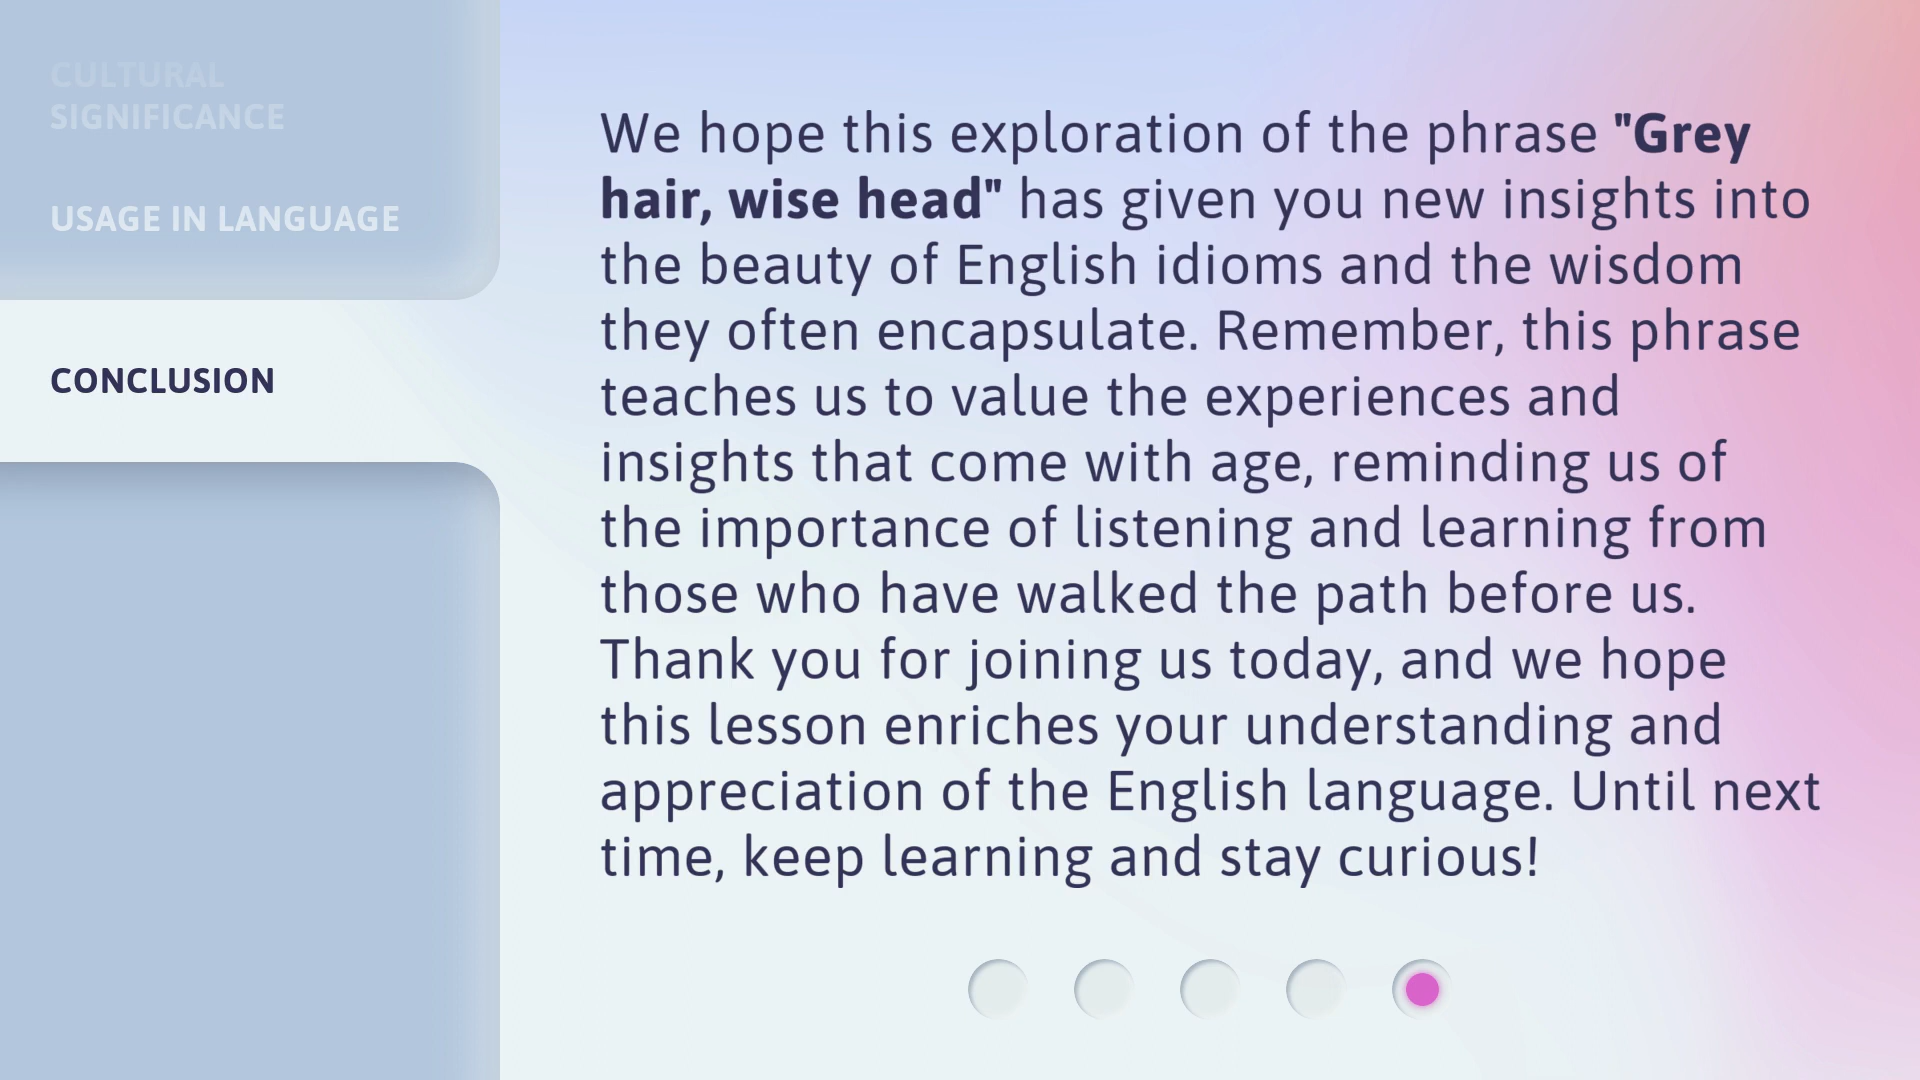 CULTURAL
SIGNIFICANCE
USAGE IN LANGUAGE
CONCLUSION
We hope this exploration of the phrase "Grey
hair, wise head" has given you new insights into
the beauty of English idioms and the wisdom
they often encapsulate. Remember, this phrase
teaches us to value the experiences and
insights that come with age, reminding us of
the importance of listening and learning from
those who have walked the path before us.
Thank you for joining us today, and we hope
this lesson enriches your understanding and
appreciation of the English language. Until next
time, keep learning and stay curious!